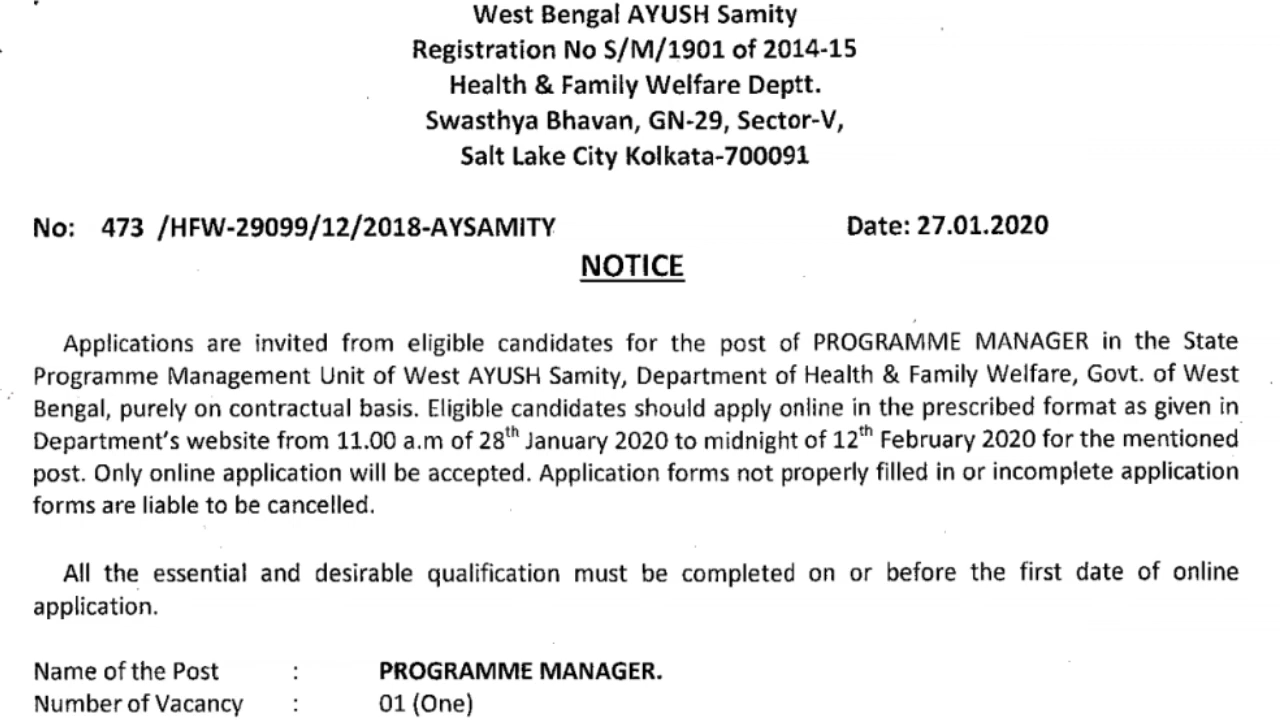 West Bengal AYUSH Samity
Registration No S/M/1901 of 2014-15
Health & Family Welfare Deptt.
Swasthya Bhavan, GN-29, Sector-V,
Salt Lake City Kolkata-700091
No: 473 /HFW-29099/12/2018-AYSAMITY Date: 27.01.2020
NOTICE
Applications are invited from eligible candidates for the post of PROGRAMME MANAGER in the State
Programme Management Unit of West AYUSH Samity, Department of Health & Family Welfare, Govt. of West
Bengal, purely on contractual basis. Eligible candidates should apply online in the prescribed format as given in
Department's website from 11.00 a.m of 28th January 2020 to midnight of 12th February 2020 for the mentioned
post. Only online application will be accepted. Application forms not properly filled in or incomplete application
forms are liable to be cancelled.
All the essential and desirable qualification must be completed on or before the first date of online
application.
Name of the Post : PROGRAMME MANAGER.
Number of Vacancy : 01 (One)